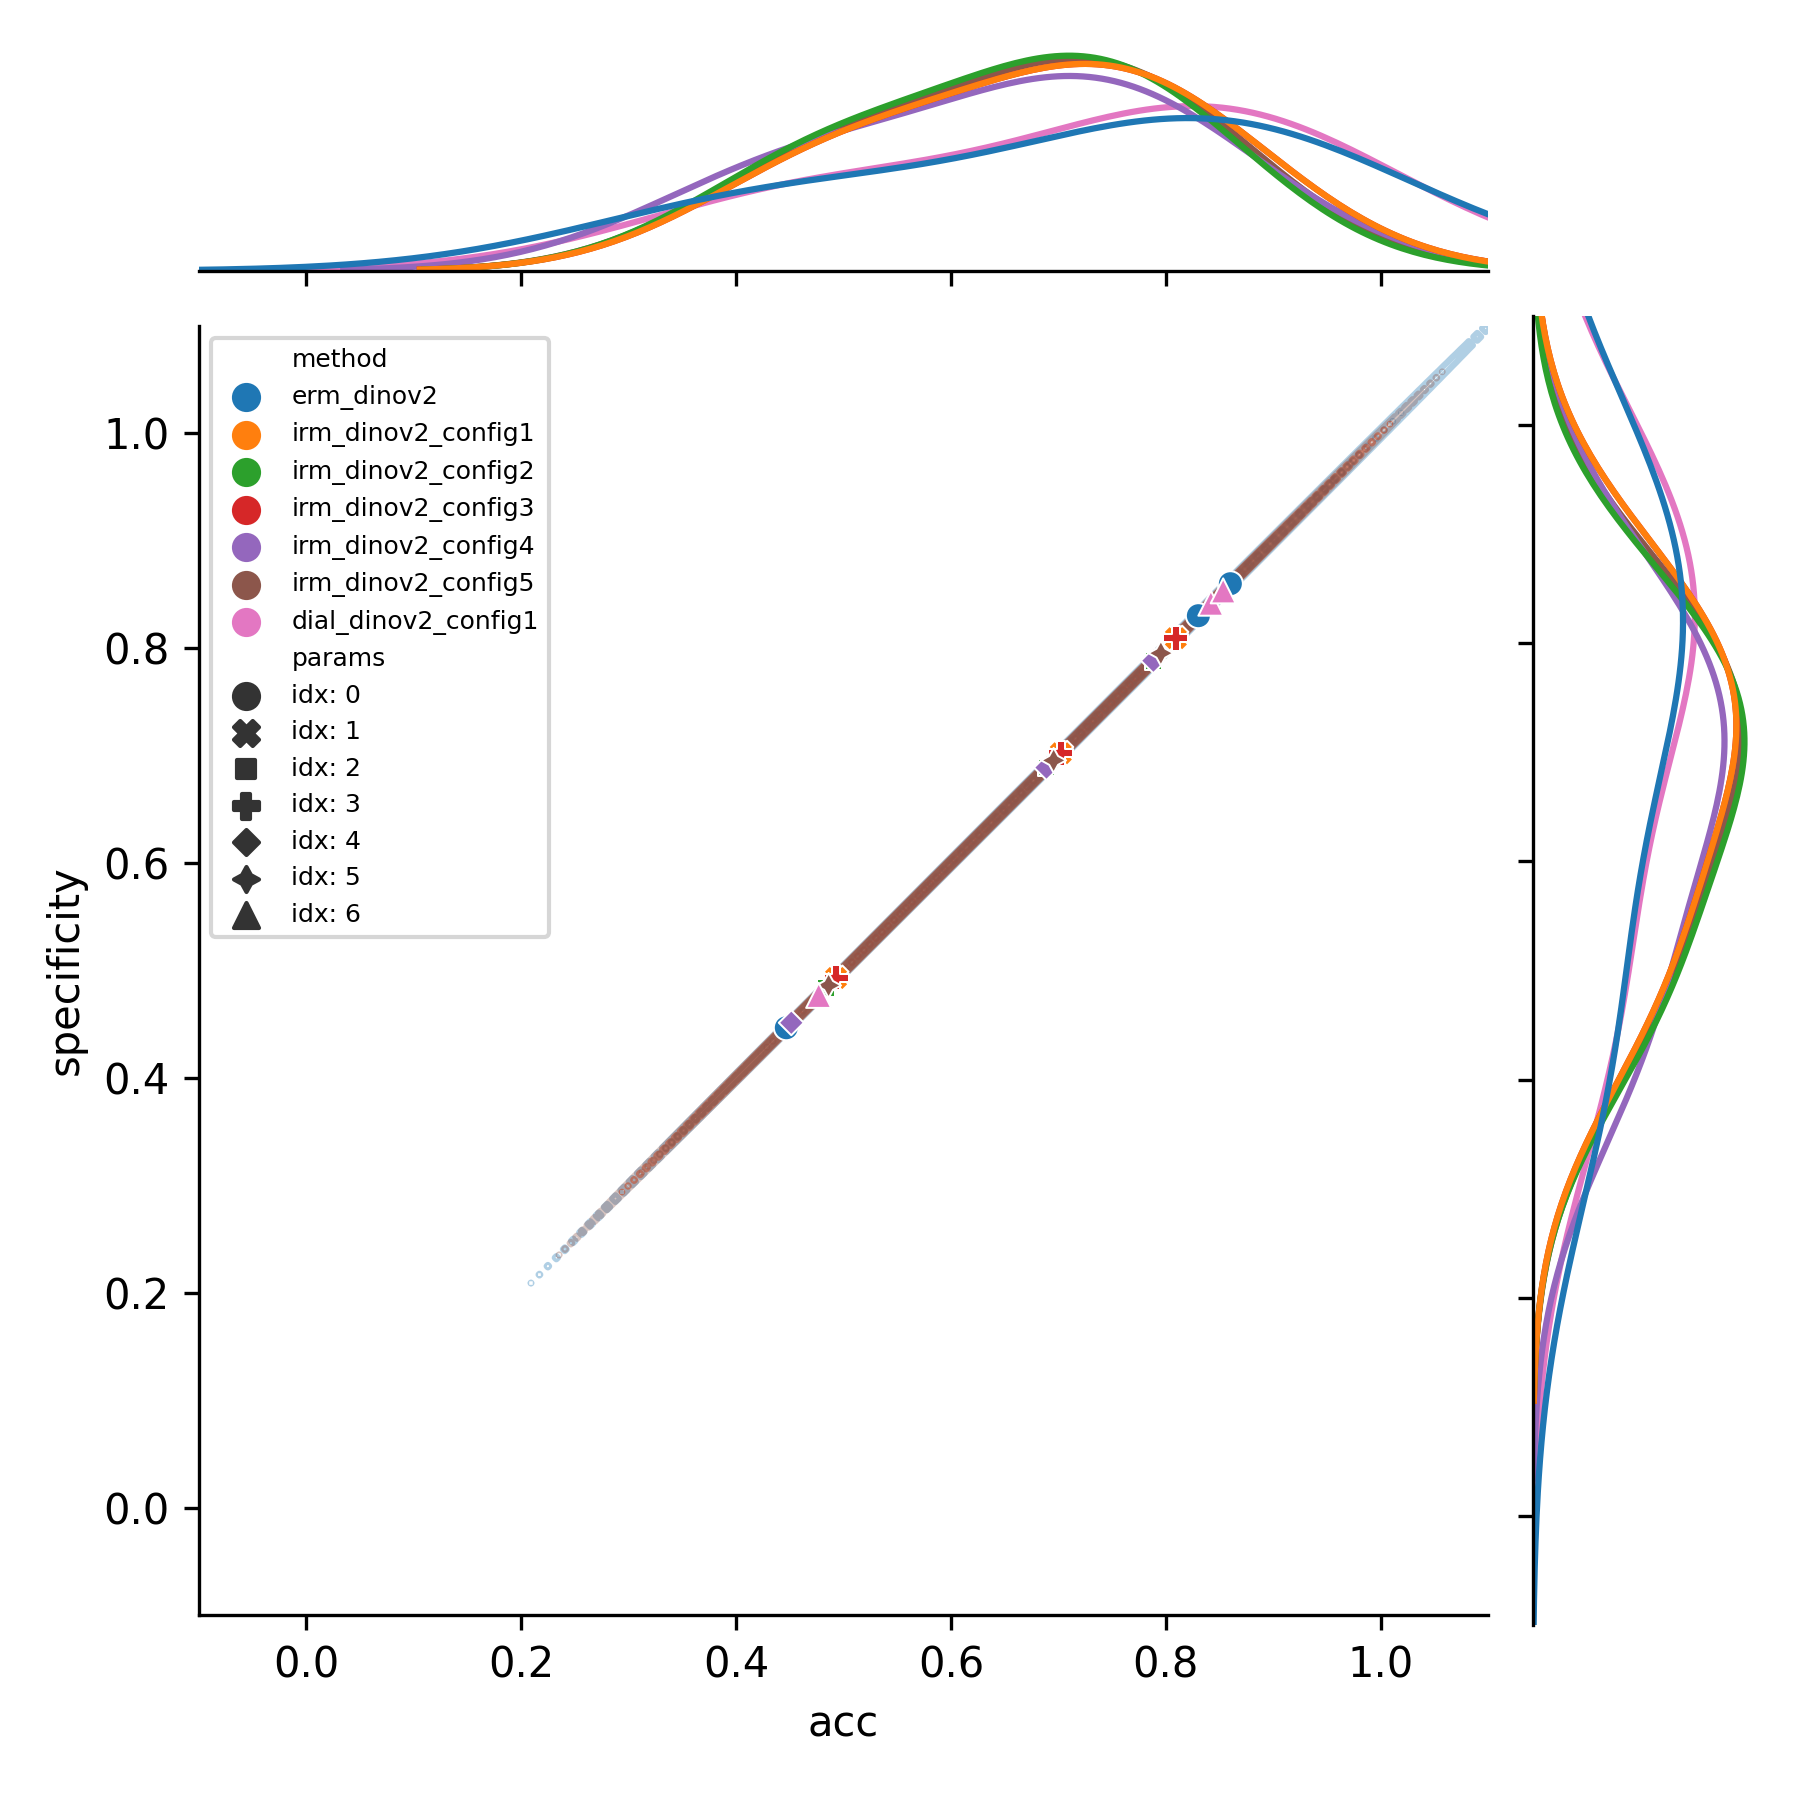 method
erm_dinov2
irm_dinov2_config1
irm_dinov2_config2
irm_dinov2_config3
irm_dinov2_config4
irm_dinov2_config5
dial_dinov2_config1
params
idx: 0
idx: 1
idx: 2
idx: 3
idx: 4
idx: 5
idx: 6
1.0
0.8
0.6
0.4
0.2
0.0
specificity
0.0 0.2 0.4 0.6 0.8 1.0
acc